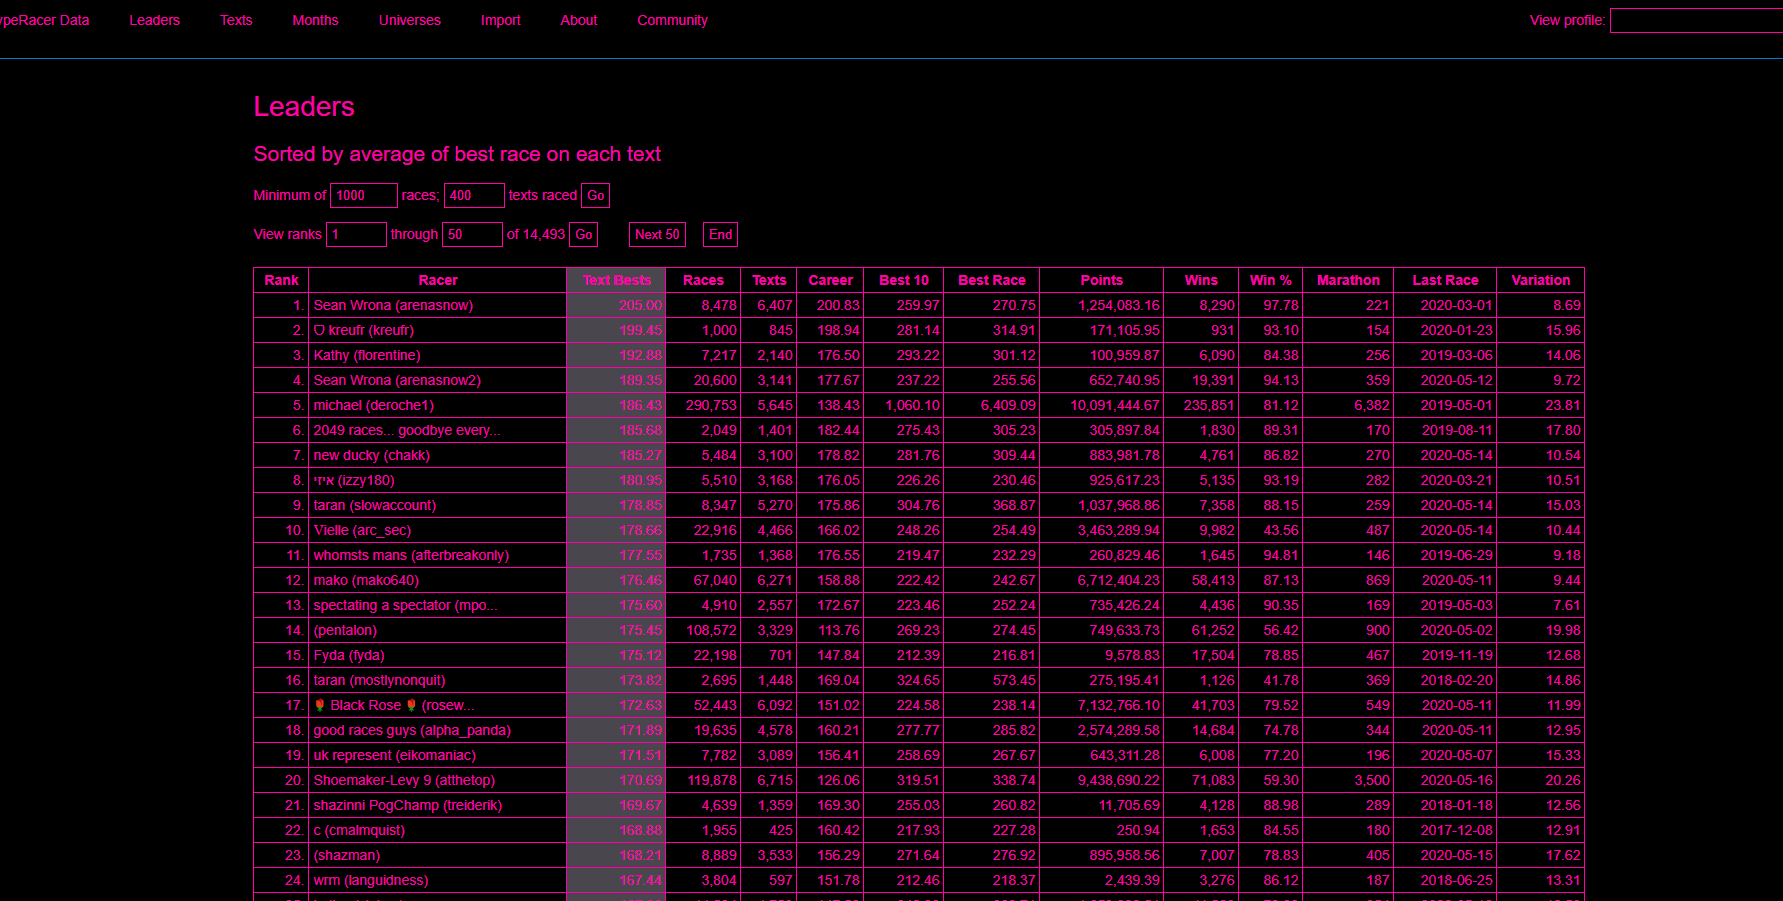 ypeRacer Data Leaders Texts Months Universes Import About Community View profile:
Leaders
Sorted by average of best race on each text
Minimum of 1000 races; 400 texts raced Go
View ranks 1 through 50 of 14,493 Go Next 50 End
Rank Racer Text Bests Races Texts Career Best 10 Best Race Points Wins Win % Marathon Last Race Variation
1. Sean Wrona (arenasnow) 205.00 8,478 6,407 200.83 259.97 270.75 1,254,083.16 8,290 97.78 221 2020-03-01 8.69
2. kreufr (kreufr) 199.45 1,000 845 198.94 281.14 314.91 171,105.95 931 93.10 154 2020-01-23 15.96
3. Kathy (florentine) 192.88 7,217 2,140 176.50 293.22 301.12 100,959.87 6,090 84.38 256 2019-03-06 14.06
4. Sean Wrona (arenasnow2) 189.35 20,600 3,141 177.67 237.22 255.56 652,740.95 19,391 94.13 359 2020-05-12 9.72
5. michael (deroche1) 186.43 290,753 5,645 138.43 1,060.10 6,409.09 10,091,444.67 235,851 81.12 6,382 2019-05-01 23.81
6. 2049 races... goodbye every... 185.68 2,049 1,401 182.44 275.43 305.23 305,897.84 1,830 89.31 170 2019-08-11 17.80
7. new ducky (chakk) 185.27 5,484 3,100 178.82 281.76 309.44 883,981.78 4,761 86.82 270 2020-05-14 10.54
8. איזי (izzy180) 180.95 5,510 3,168 176.05 226.26 230.46 925,617.23 5,135 93.19 282 2020-03-21 10.51
9. taran (slowaccount) 178.85 8,347 5,270 175.86 304.76 368.87 1,037,968.86 7,358 88.15 259 2020-05-14 15.03
10. Vielle (arc_sec) 178.66 22,916 4,466 166.02 248.26 254.49 3,463,289.94 9,982 43.56 487 2020-05-14 10.44
11. whomsts mans (afterbreakonly) 177.55 1,735 1,368 176.55 219.47 232.29 260,829.46 1,645 94.81 146 2019-06-29 9.18
12. mako (mako640) 176.46 67,040 6,271 158.88 222.42 242.67 6,712,404.23 58,413 87.13 869 2020-05-11 9.44
13. spectating a spectator (mpo... 175.60 4,910 2,557 172.67 223.46 252.24 735,426.24 4,436 90.35 169 2019-05-03 7.61
14. (pentalon) 175.45 108,572 3,329 113.76 269.23 274.45 749,633.73 61,252 56.42 900 2020-05-02 19.98
15. Fyda (fyda) 175.12 22,198 701 147.84 212.39 216.81 9,578.83 17,504 78.85 467 2019-11-19 12.68
16. taran (mostlynonquit) 173.82 2,695 1,448 169.04 324.65 573.45 275,195.41 1,126 41.78 369 2018-02-20 14.86
17. 🌹 Black Rose 🌹 (rosew... 172.63 52,443 6,092 151.02 224.58 238.14 7,132,766.10 41,703 79.52 549 2020-05-11 11.99
18. good races guys (alpha_panda) 171.89 19,635 4,578 160.21 277.77 285.82 2,574,289.58 14,684 74.78 344 2020-05-11 12.95
19. uk represent (eikomaniac) 171.51 7,782 3,089 156.41 258.69 267.67 643,311.28 6,008 77.20 196 2020-05-07 15.33
20. Shoemaker-Levy 9 (atthetop) 170.69 119,878 6,715 126.06 319.51 338.74 9,438,690.22 71,083 59.30 3,500 2020-05-16 20.26
21. shazinni PogChamp (treiderik) 169.67 4,639 1,359 169.30 255.03 260.82 11,705.69 4,128 88.98 289 2018-01-18 12.56
22. c (cmalmquist) 168.88 1,955 425 160.42 217.93 227.28 250.94 1,653 84.55 180 2017-12-08 12.91
23. (shazman) 168.21 8,889 3,533 156.29 271.64 276.92 895,958.56 7,007 78.83 405 2020-05-15 17.62
24. wrm (languidness) 167.44 3,804 597 151.78 212.46 218.37 2,439.39 3,276 86.12 187 2018-06-25 13.31